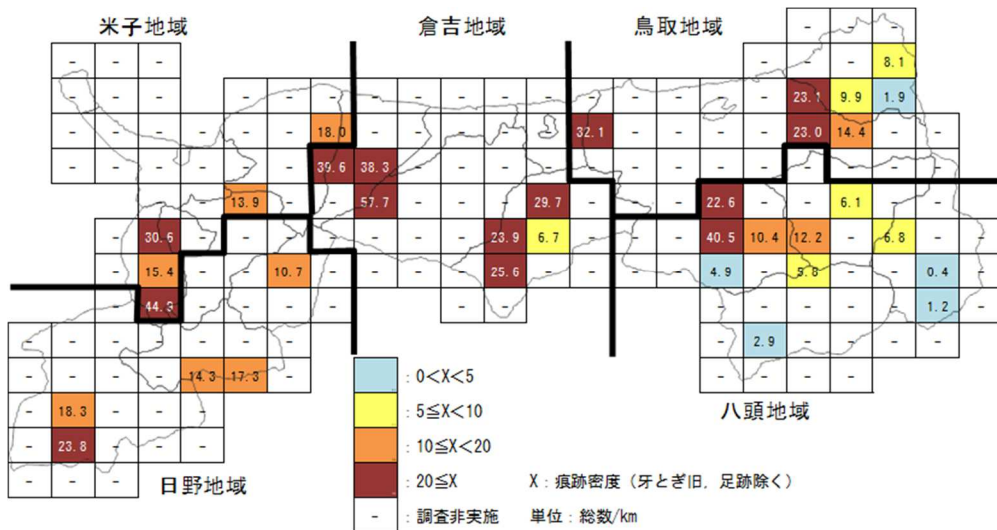 米子地域 倉吉地域 鳥取地域
8.1
23.1 9.9 1.9
18.0 32.1 23.0 14.4
39.6 38.3
13.9 57.7 29.7 22.6 6.1
30.6 23.9 6.7 40.5 10.4 12.2 6.8
15.4 10.7 25.6 4.9 5.8 0.4
44.3 1.2
2.9
14.3 17.3
18.3
23.8
日野地域
八頭地域
:0<X<5
:5≦X<10
:10≦X<20
:20≦X X:痕跡密度(牙とぎ旧,足跡除く)
- :調査非実施 単位:総数/km